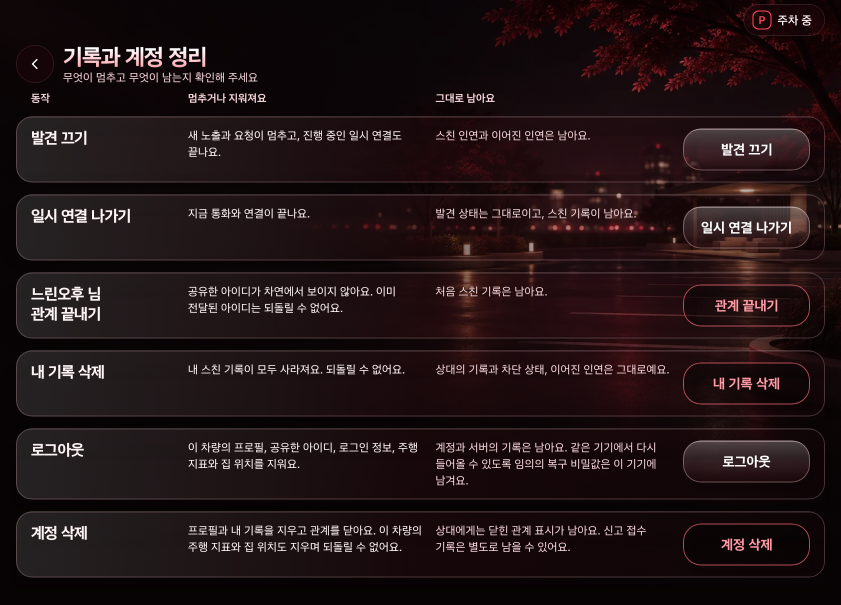 P 주차 중
기록과 계정 정리
무엇이 멈추고 무엇이 남는지 확인해 주세요
동작 멈추거나 지워져요 그대로 남아요
발견 끄기
새 노출과 요청이 멈추고, 진행 중인 일시 연결도
끝나요.
스친 인연과 이어진 인연은 남아요.
발견 끄기
일시 연결 나가기
지금 통화와 연결이 끝나요.
발견 상태는 그대로이고, 스친 기록이 남아요.
일시 연결 나가기
느린오후 님
관계 끝내기
공유한 아이디가 차연에서 보이지 않아요. 이미
전달된 아이디는 되돌릴 수 없어요.
처음 스친 기록은 남아요.
관계 끝내기
내 기록 삭제
내 스친 기록이 모두 사라져요. 되돌릴 수 없어요.
상대의 기록과 차단 상태, 이어진 인연은 그대로예요.
내 기록 삭제
로그아웃
이 차량의 프로필, 공유한 아이디, 로그인 정보, 주행
지표와 집 위치를 지워요.
계정과 서버의 기록은 남아요. 같은 기기에서 다시
들어올 수 있도록 임의의 복구 비밀값은 이 기기에
남겨요.
로그아웃
계정 삭제
프로필과 내 기록을 지우고 관계를 닫아요. 이 차량의
주행 지표와 집 위치도 지우며 되돌릴 수 없어요.
상대에게는 닫힌 관계 표시가 남아요. 신고 접수
기록은 별도로 남을 수 있어요.
계정 삭제